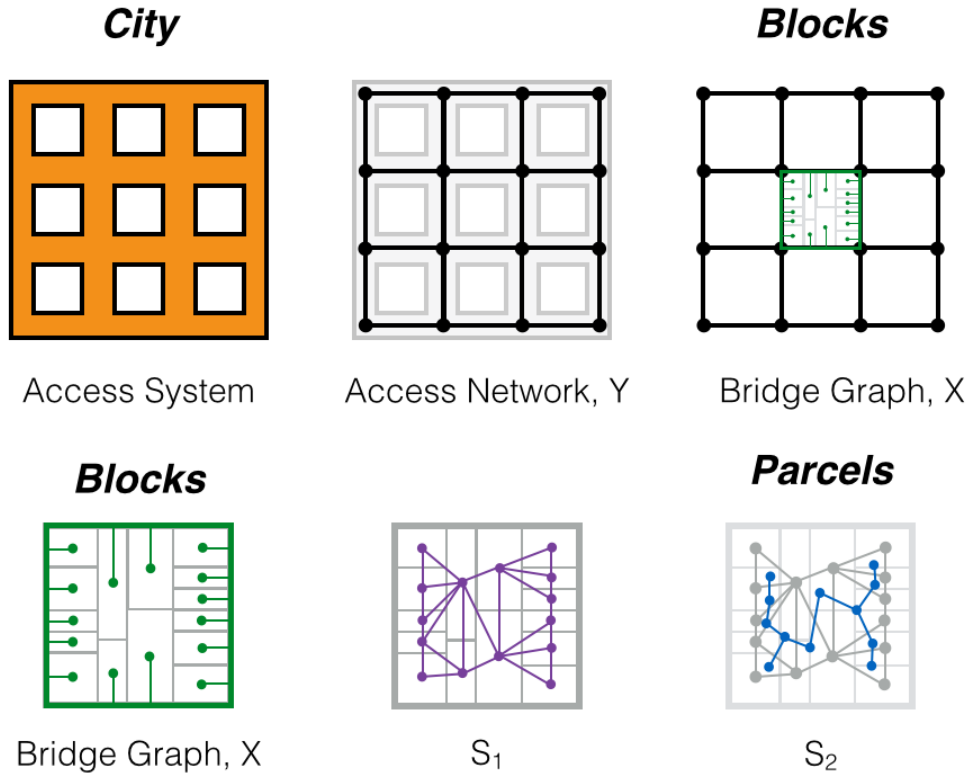 City
Blocks
Access System
Access Network, Y
Bridge Graph, X
Blocks
Parcels
Bridge Graph, X
S₁
S₂